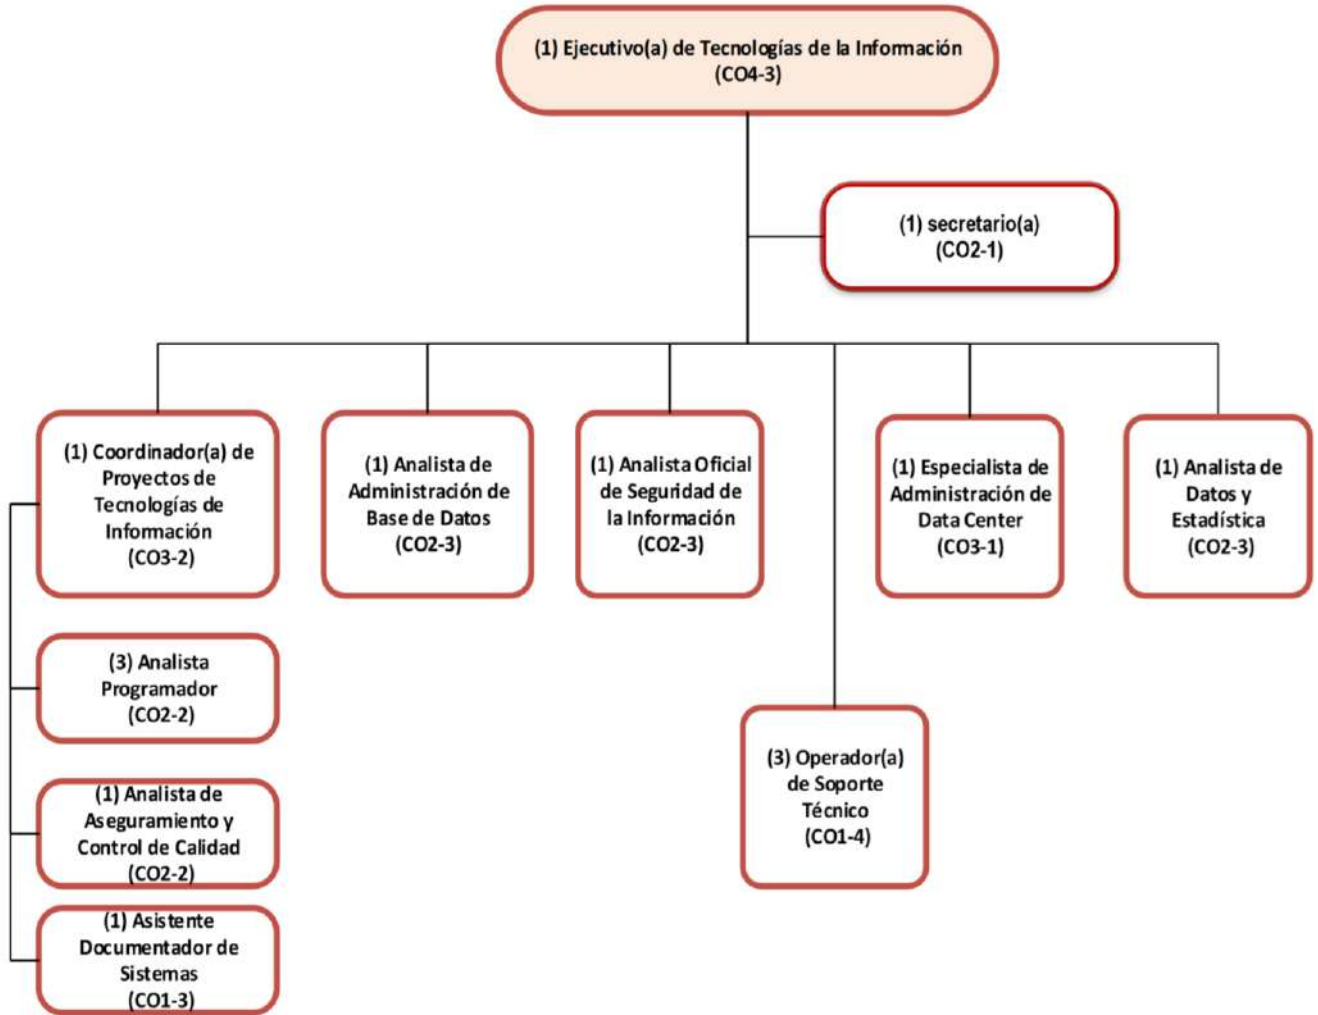 (1) Ejecutivo(a) de Tecnologías de la Información
(CO4-3)
(1) secretario(a)
(CO2-1)
(1) Coordinador(a) de
Proyectos de
Tecnologías de
Información
(CO3-2)
(1) Analista de
Administración de
Base de Datos
(CO2-3)
(1) Analista Oficial
de Seguridad de
la Información
(CO2-3)
(1) Especialista de
Administración de
Data Center
(CO3-1)
(1) Analista de
Datos y
Estadística
(CO2-3)
(3) Analista
Programador
(CO2-2)
(3) Operador(a)
de Soporte
Técnico
(CO1-4)
(1) Analista de
Aseguramiento y
Control de Calidad
(CO2-2)
(1) Asistente
Documentador de
Sistemas
(CO1-3)